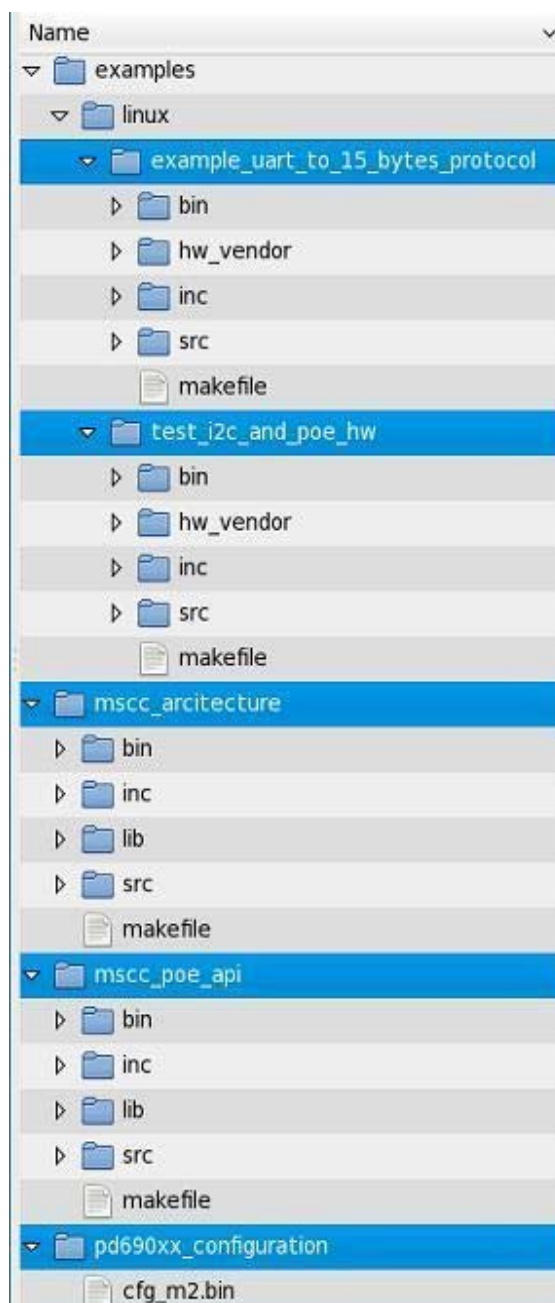 Name
examples
linux
example_uart_to_15_bytes_protocol
bin
hw_vendor
inc
src
makefile
test_i2c_and_poe_hw
bin
hw_vendor
inc
src
makefile
mscc_arcitecture
bin
inc
lib
src
makefile
mscc_poe_api
bin
inc
lib
src
makefile
pd690xx_configuration
cfg_m2.bin